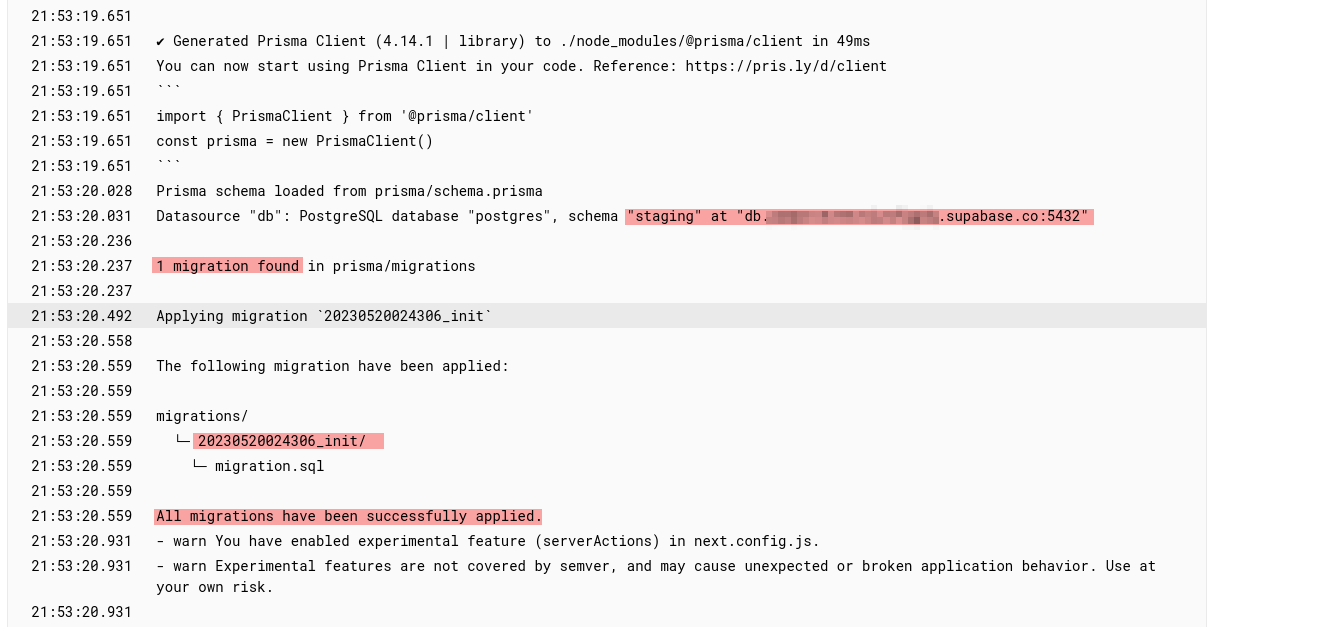 21:53:19.651
21:53:19.651 ✔ Generated Prisma Client (4.14.1 | library) to ./node_modules/@prisma/client in 49ms
21:53:19.651 You can now start using Prisma Client in your code. Reference: https://pris.ly/d/client
21:53:19.651 ```
21:53:19.651 import { PrismaClient } from '@prisma/client'
21:53:19.651 const prisma = new PrismaClient()
21:53:19.651 ```
21:53:20.028 Prisma schema loaded from prisma/schema.prisma
21:53:20.031 Datasource "db": PostgreSQL database "postgres", schema "staging" at "db. .supabase.co:5432"
21:53:20.236
21:53:20.237 1 migration found in prisma/migrations
21:53:20.237
21:53:20.492 Applying migration `20230520024306_init`
21:53:20.558
21:53:20.559 The following migration have been applied:
21:53:20.559
21:53:20.559 migrations/
21:53:20.559 └─ 20230520024306_init/
21:53:20.559 └─ migration.sql
21:53:20.559
21:53:20.559 All migrations have been successfully applied.
21:53:20.931 - warn You have enabled experimental feature (serverActions) in next.config.js.
21:53:20.931 - warn Experimental features are not covered by semver, and may cause unexpected or broken application behavior. Use at
your own risk.
21:53:20.931